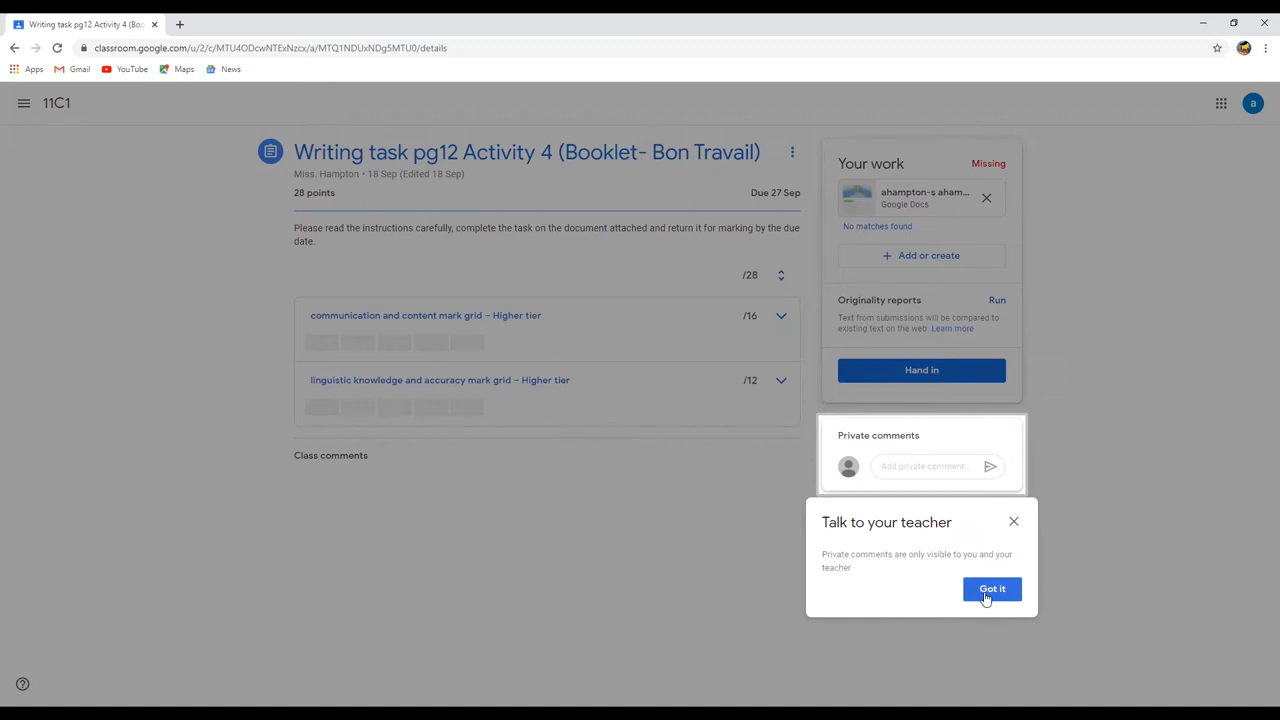 Writing task pg12 Activity 4 (Boo
classroom.google.com/u/2/c/MTU4ODcwNTExNzcx/a/MTQ1NDUxNDg5MTU0/details
Apps Gmail YouTube Maps News
11C1
a
Writing task pg12 Activity 4 (Booklet- Bon Travail)
Miss. Hampton • 18 Sep (Edited 18 Sep)
28 points
Due 27 Sep
Please read the instructions carefully, complete the task on the document attached and return it for marking by the due
date.
/28
communication and content mark grid – Higher tier
/16
linguistic knowledge and accuracy mark grid – Higher tier
/12
Class comments
Your work
Missing
ahampton-s aham...
Google Docs
No matches found
+ Add or create
Originality reports
Run
Text from submissions will be compared to
existing text on the web. Learn more
Hand in
Private comments
Add private comment...
Talk to your teacher
Private comments are only visible to you and your
teacher
Got it